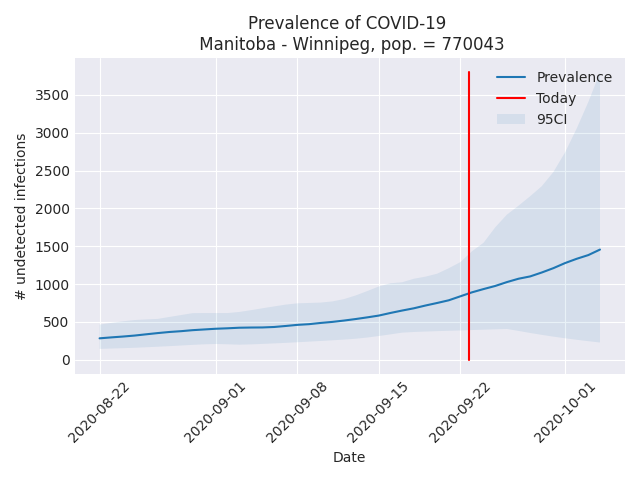 Prevalence of COVID-19
Manitoba - Winnipeg, pop. = 770043
Prevalence
Today
95CI
# undetected infections
3500
3000
2500
2000
1500
1000
500
0
2020-08-22
2020-09-01
2020-09-08
2020-09-15
2020-09-22
2020-10-01
Date